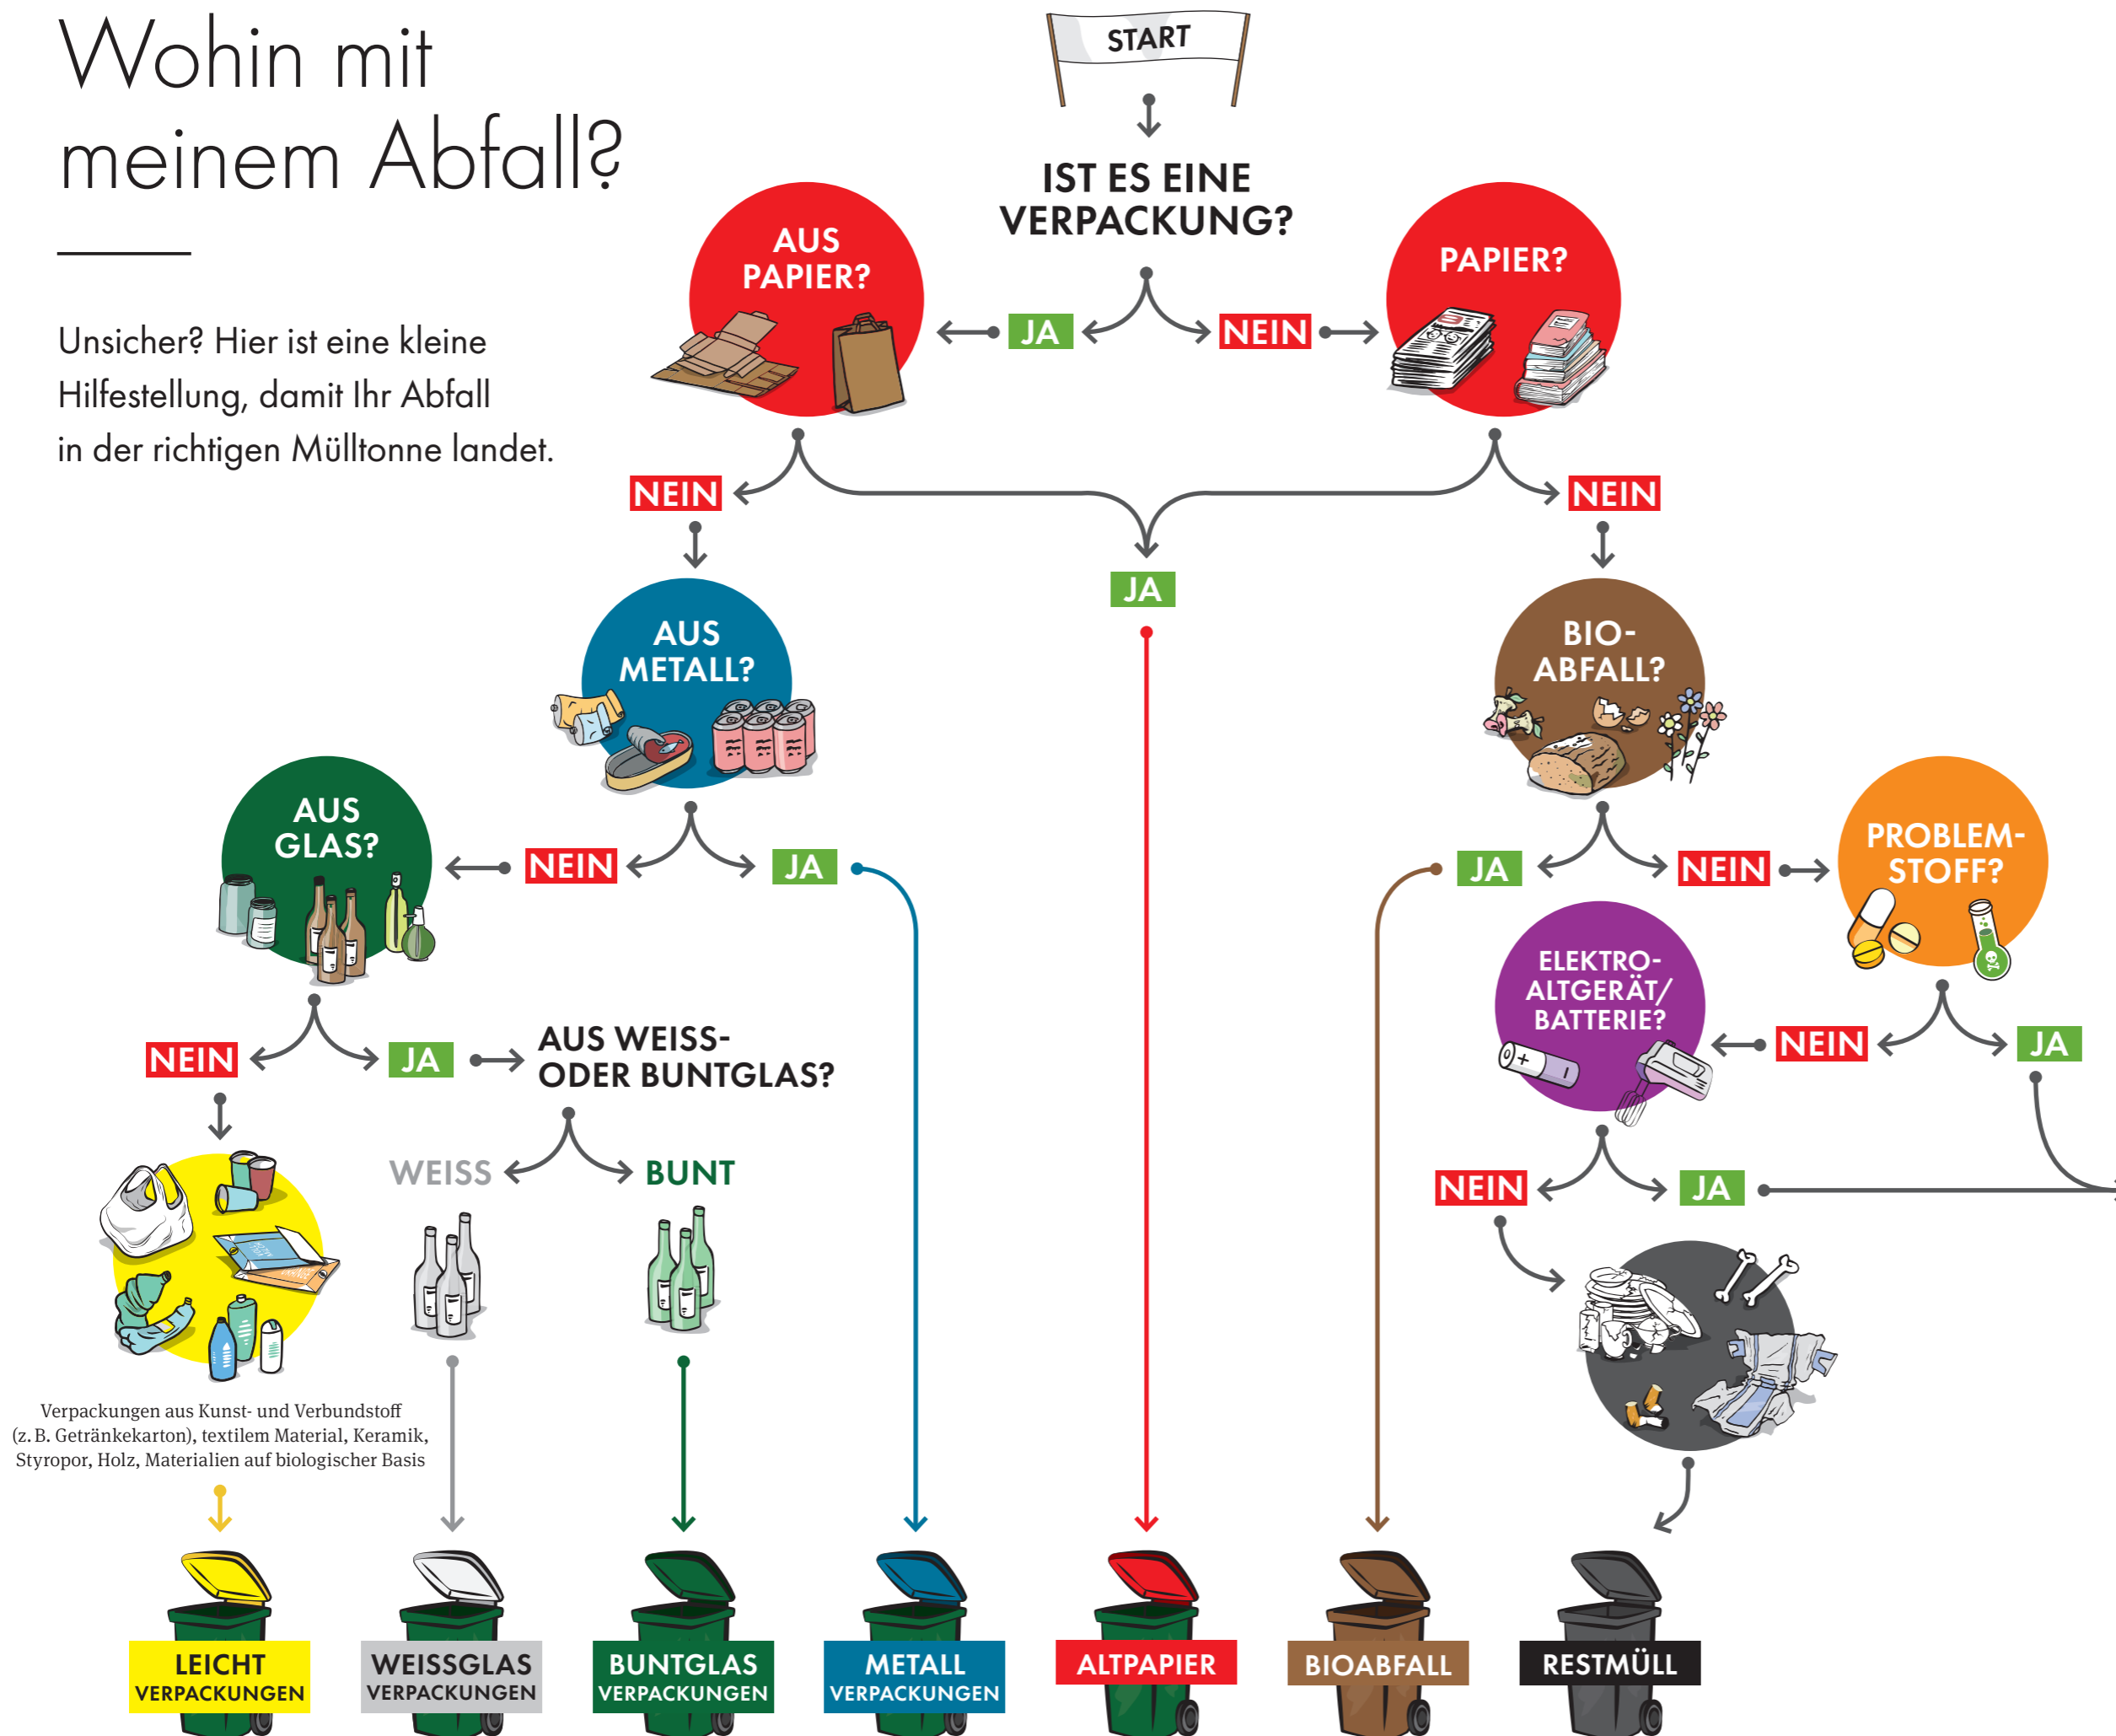 Wohin mit
meinem Abfall?
Unsicher? Hier ist eine kleine
Hilfestellung, damit Ihr Abfall
in der richtigen Mülltonne landet.
START
IST ES EINE
VERPACKUNG?
JA
NEIN
AUS
PAPIER?
PAPIER?
NEIN
JA
NEIN
AUS
METALL?
BIO-
ABFALL?
NEIN
JA
JA
NEIN
AUS
GLAS?
PROBLEM-
STOFF?
NEIN
JA
AUS WEISS-
ODER BUNTGLAS?
WEISS
BUNT
NEIN
JA
ELEKTRO-
ALTGERÄT/
BATTERIE?
NEIN
JA
Verpackungen aus Kunst- und Verbundstoff
(z. B. Getränkekarton), textilem Material, Keramik,
Styropor, Holz, Materialien auf biologischer Basis
LEICHT
VERPACKUNGEN
WEISSGLAS
VERPACKUNGEN
BUNTGLAS
VERPACKUNGEN
METALL
VERPACKUNGEN
ALTPAPIER
BIOABFALL
RESTMÜLL